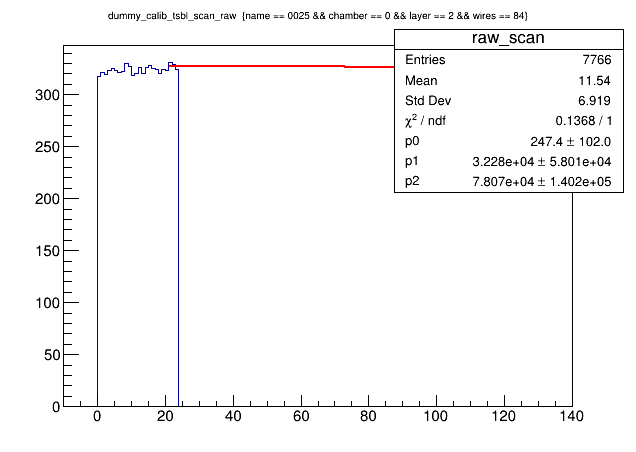 dummy_calib_tsbl_scan_raw {name == 0025 && chamber == 0 && layer == 2 && wires == 84}
raw_scan
Entries 7766
Mean 11.54
Std Dev 6.919
χ² / ndf 0.1368 / 1
p0 247.4 ± 102.0
p1 3.228e+04 ± 5.801e+04
p2 7.807e+04 ± 1.402e+05
300
250
200
150
100
50
0
0 20 40 60 80 100 120 140